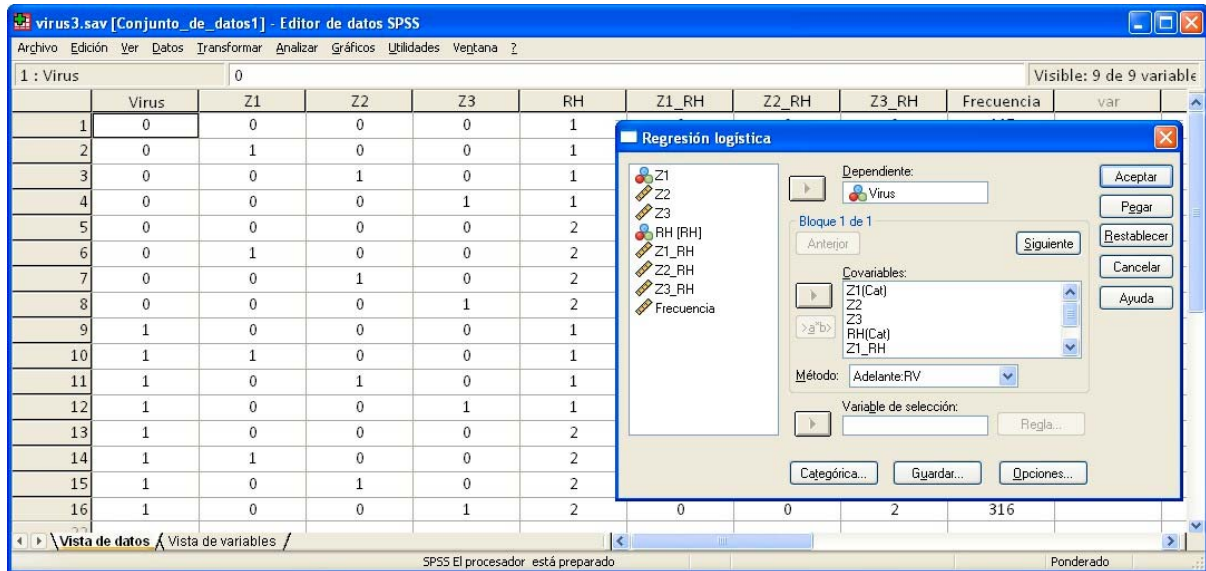 virus3.sav [Conjunto_de_datos1] - Editor de datos SPSS
Archivo Edición Ver Datos Transformar Analizar Gráficos Utilidades Ventana ?
1 : Virus 0 Visible: 9 de 9 variable
Virus Z1 Z2 Z3 RH Z1_RH Z2_RH Z3_RH Frecuencia var
1 0 0 0 0 1
2 0 1 0 0 1
3 0 0 1 0 1
4 0 0 0 1 1
5 0 0 0 0 2
6 0 1 0 0 2
7 0 0 1 0 2
8 0 0 0 1 2
9 1 0 0 0 1
10 1 1 0 0 1
11 1 0 1 0 1
12 1 0 0 1 1
13 1 0 0 0 2
14 1 1 0 0 2
15 1 0 1 0 2
16 1 0 0 1 2 0 0 2 316
Regresión logística
Z1
Z2
Z3
RH [RH]
Z1_RH
Z2_RH
Z3_RH
Frecuencia
Dependiente:
Virus
Bloque 1 de 1
Anterior
Siguiente
Covariables:
Z1(Cat)
Z2
Z3
RH(Cat)
Z1_RH
>a*b>
Método: Adelante:RV
Variable de selección:
Regla...
Categórica... Guardar... Opciones...
Aceptar
Pegar
Restablecer
Cancelar
Ayuda
Vista de datos Vista de variables
SPSS El procesador está preparado Ponderado